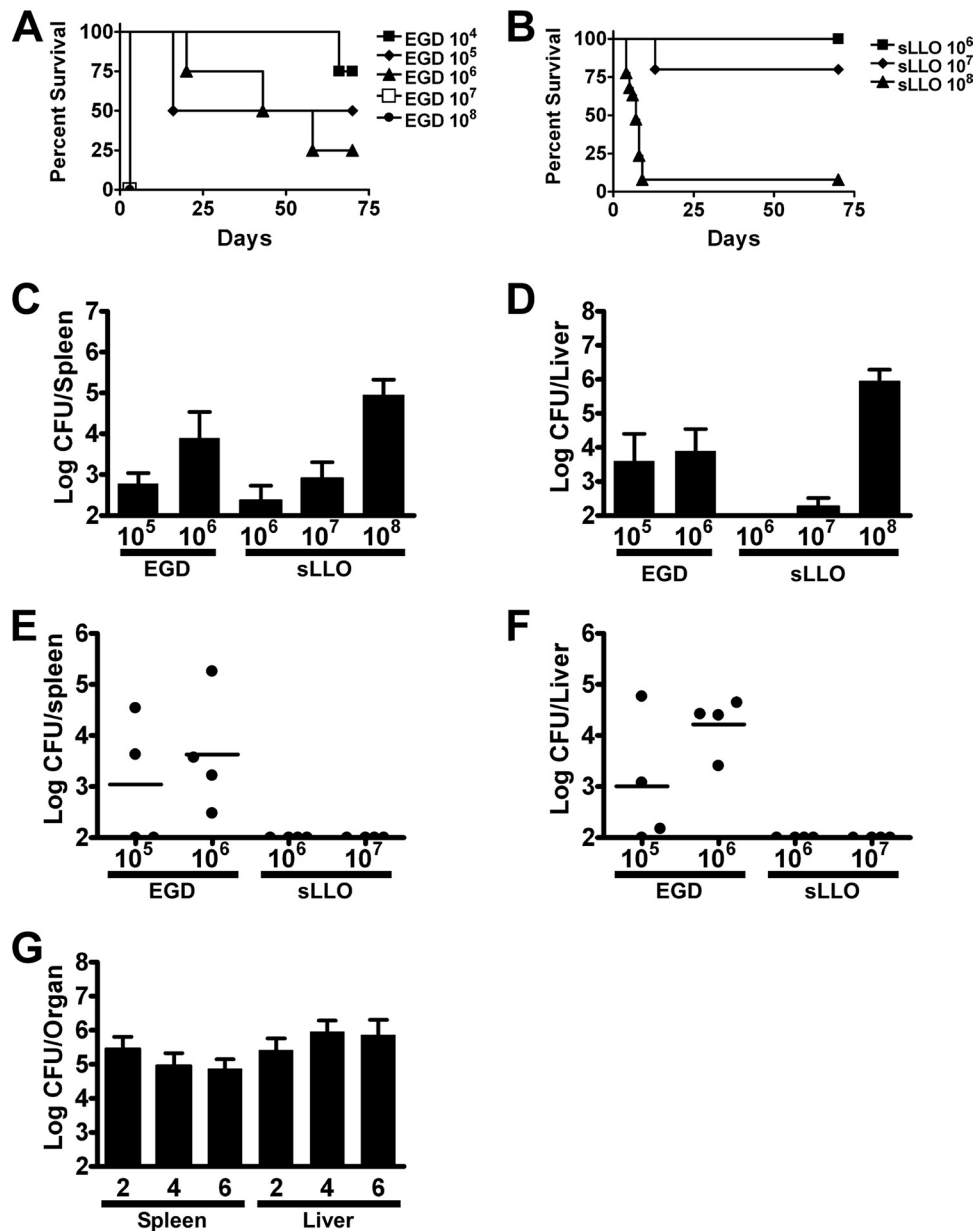 A
Percent Survival
100
75
50
25
0
0 25 50 75
Days
EGD 10⁴
EGD 10⁵
EGD 10⁶
EGD 10⁷
EGD 10⁸
B
Percent Survival
100
75
50
25
0
0 25 50 75
Days
sLLO 10⁶
sLLO 10⁷
sLLO 10⁸
C
Log CFU/Spleen
7
6
5
4
3
2
10⁵ 10⁶ 10⁶ 10⁷ 10⁸
EGD sLLO
D
Log CFU/Liver
8
7
6
5
4
3
2
10⁵ 10⁶ 10⁶ 10⁷ 10⁸
EGD sLLO
E
Log CFU/spleen
6
5
4
3
2
10⁵ 10⁶ 10⁶ 10⁷
EGD sLLO
F
Log CFU/Liver
6
5
4
3
2
10⁵ 10⁶ 10⁶ 10⁷
EGD sLLO
G
Log CFU/Organ
8
7
6
5
4
3
2
2 4 6 2 4 6
Spleen Liver